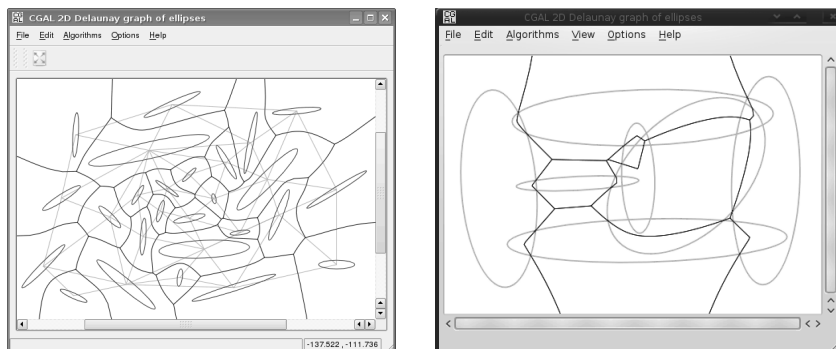 CGAL 2D Delaunay graph of ellipses
File Edit Algorithms Options Help
-137.522 , -111.736
CGAL 2D Delaunay graph of ellipses
File Edit Algorithms View Options Help